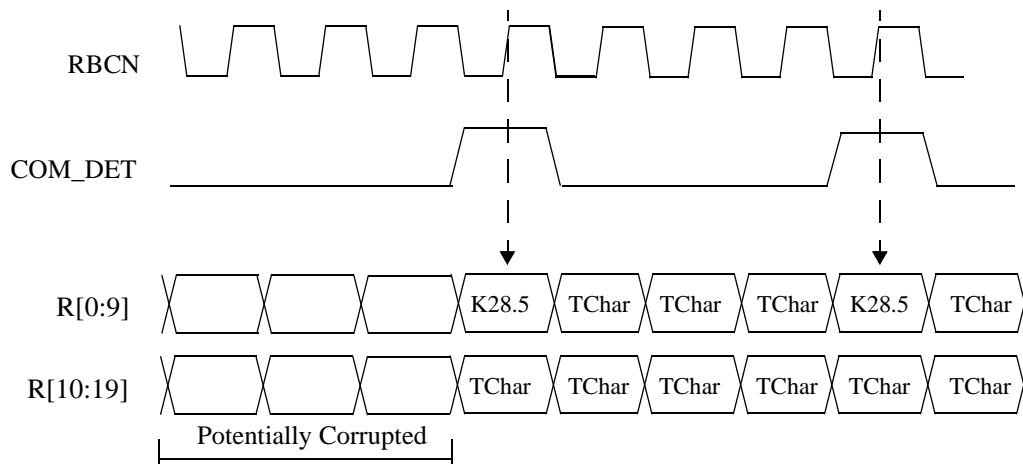 RBCN
COM_DET
R[0:9] K28.5 TChar TChar TChar K28.5 TChar
R[10:19] TChar TChar TChar TChar TChar TChar
Potentially Corrupted